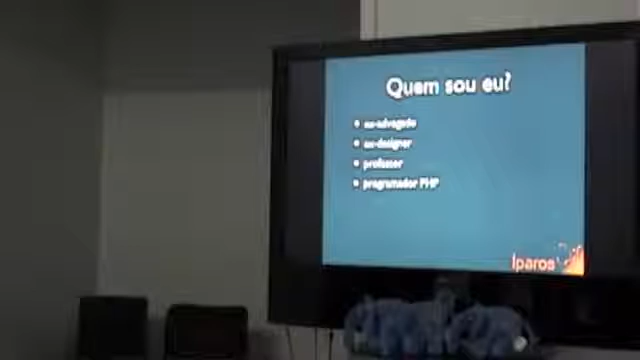 Quem sou eu?
• ex-advogado
• ex-designer
• professor
• programador PHP
iparos